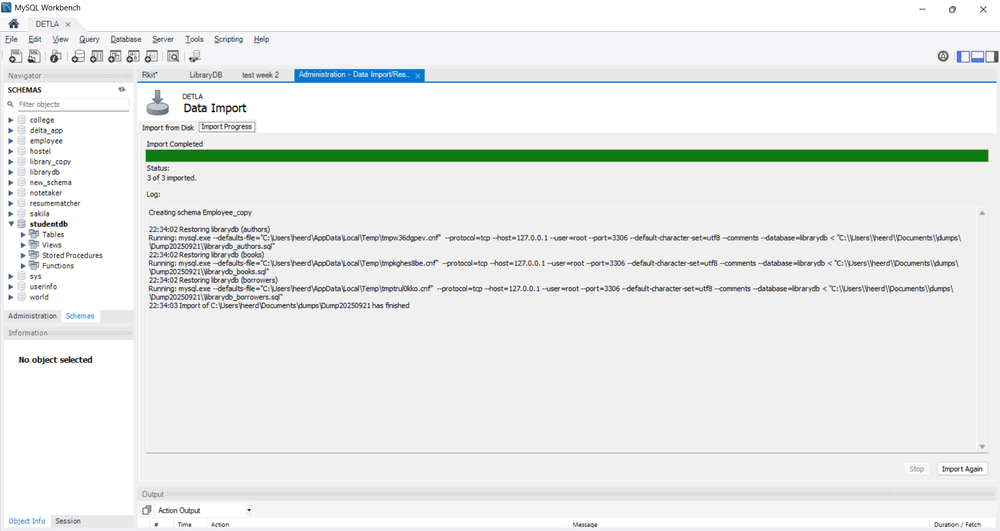 MySQL Workbench
DETLA
File Edit View Query Database Server Tools Scripting Help
Navigator
SCHEMAS
Filter objects
college
delta_app
employee
hostel
library_copy
librarydb
new_schema
notetaker
resumematcher
sakila
studentdb
Tables
Views
Stored Procedures
Functions
sys
userinfo
world
Administration Schemas
Information
No object selected
Object Info Session
Rkit* LibraryDB test week 2 Administration - Data Import/Res...
DETLA
Data Import
Import from Disk Import Progress
Import Completed
Status:
3 of 3 imported.
Log:
Creating schema Employee_copy
22:34:02 Restoring librarydb (authors)
Running: mysql.exe --defaults-file="C:\Users\heerd\AppData\Local\Temp\tmpw36dgpev.cnf" --protocol=tcp --host=127.0.0.1 --user=root --port=3306 --default-character-set=utf8 --comments --database=librarydb < "C:\\Users\\heerd\\Documents\\dumps\
\Dump20250921\\librarydb_authors.sql"
22:34:02 Restoring librarydb (books)
Running: mysql.exe --defaults-file="C:\Users\heerd\AppData\Local\Temp\tmpkghes8be.cnf" --protocol=tcp --host=127.0.0.1 --user=root --port=3306 --default-character-set=utf8 --comments --database=librarydb < "C:\\Users\\heerd\\Documents\\dumps\
\Dump20250921\\librarydb_books.sql"
22:34:02 Restoring librarydb (borrowers)
Running: mysql.exe --defaults-file="C:\Users\heerd\AppData\Local\Temp\tmptrul0kko.cnf" --protocol=tcp --host=127.0.0.1 --user=root --port=3306 --default-character-set=utf8 --comments --database=librarydb < "C:\\Users\\heerd\\Documents\\dumps\
\Dump20250921\\librarydb_borrowers.sql"
22:34:03 Import of C:\Users\heerd\Documents\dumps\Dump20250921 has finished
Stop Import Again
Output
Action Output
# Time Action Message Duration / Fetch